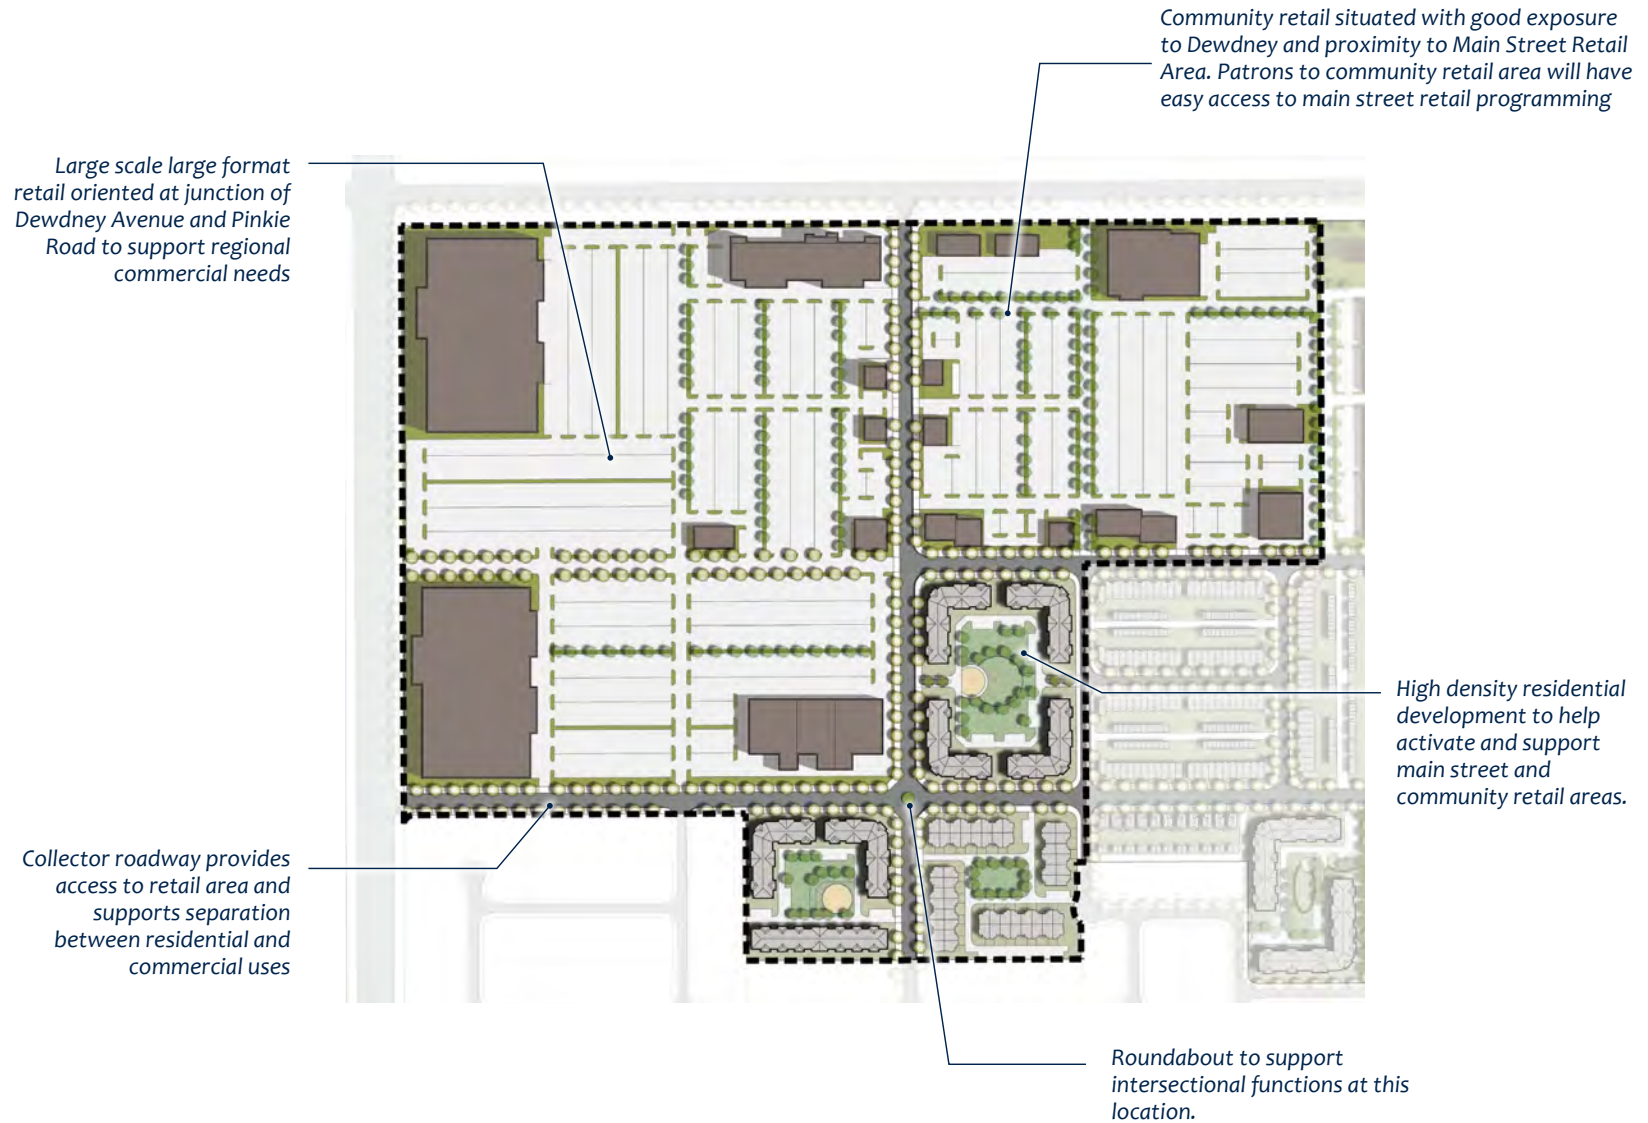 Community retail situated with good exposure
to Dewdney and proximity to Main Street Retail
Area. Patrons to community retail area will have
easy access to main street retail programming
Large scale large format
retail oriented at junction of
Dewdney Avenue and Pinkie
Road to support regional
commercial needs
High density residential
development to help
activate and support
main street and
community retail areas.
Collector roadway provides
access to retail area and
supports separation
between residential and
commercial uses
Roundabout to support
intersectional functions at this
location.